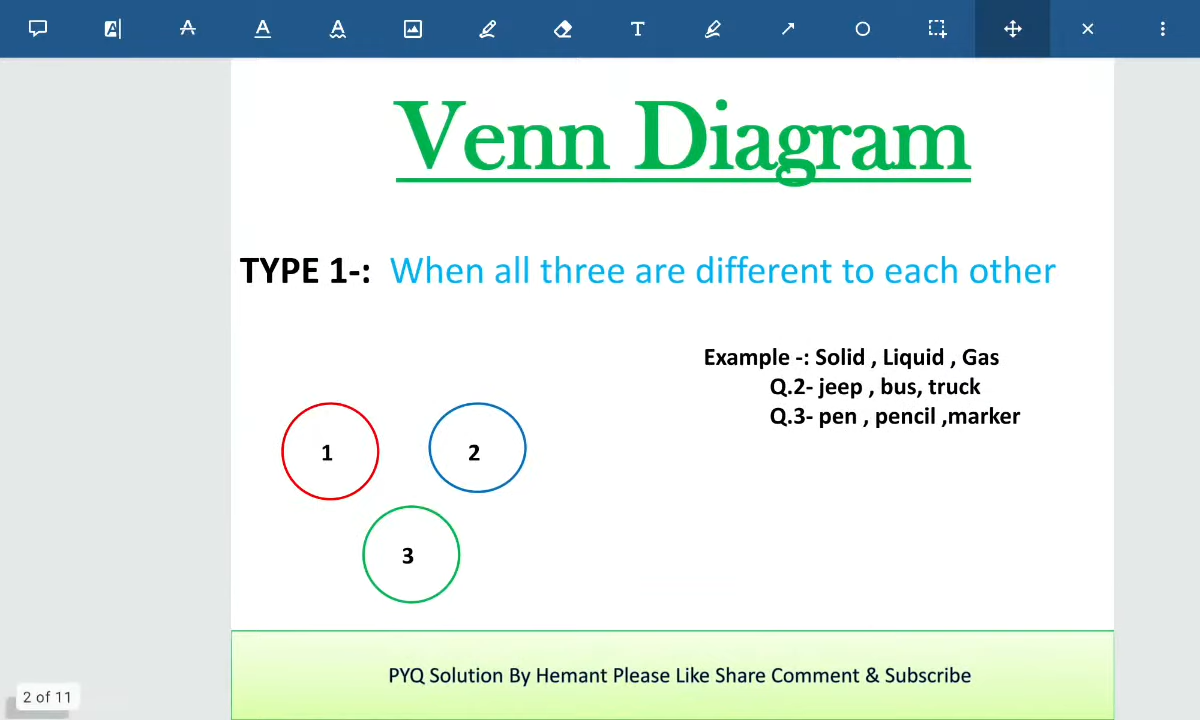 Venn Diagram
TYPE 1-: When all three are different to each other
Example -: Solid , Liquid , Gas
Q.2- jeep , bus, truck
Q.3- pen , pencil ,marker
1
2
3
PYQ Solution By Hemant Please Like Share Comment & Subscribe
2 of 11